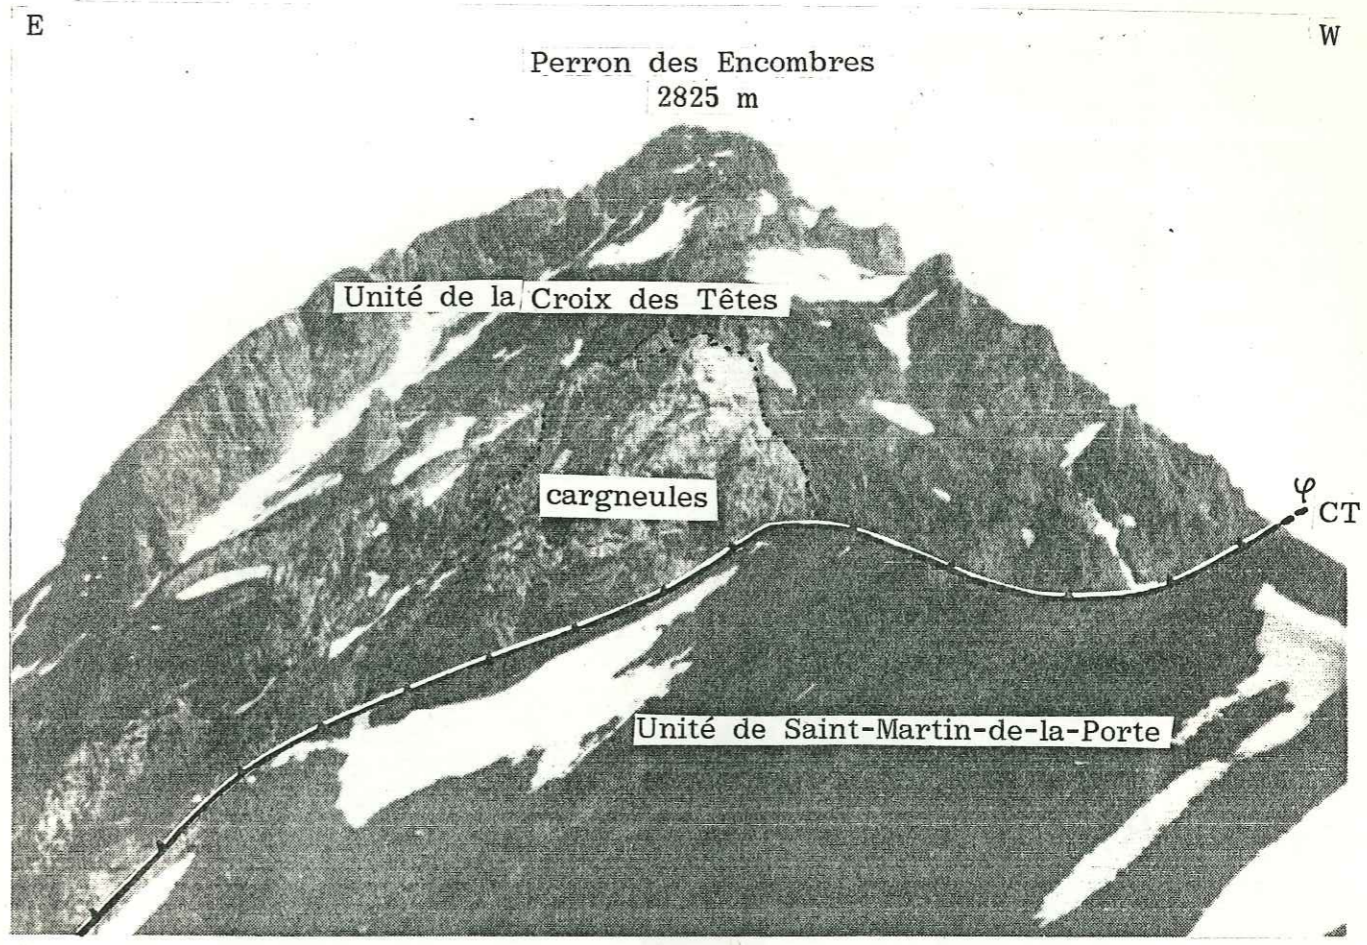 E
W
Perron des Encombres
2825 m
Unité de la Croix des Têtes
cargneules
φ CT
Unité de Saint-Martin-de-la-Porte